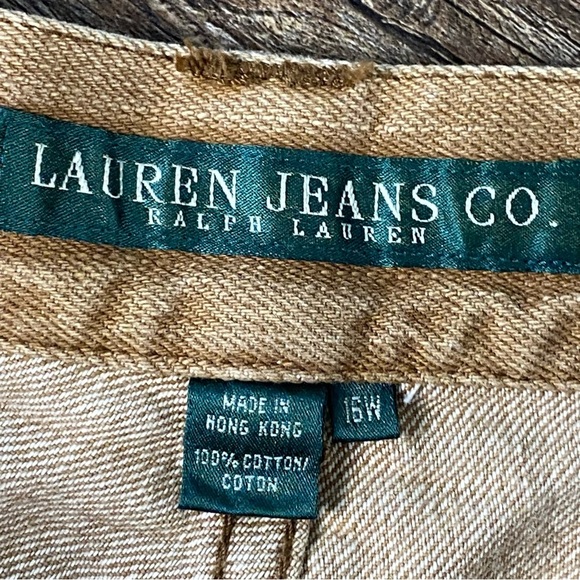 LAUREN JEANS CO.
RALPH LAUREN
MADE IN
HONG KONG
100% COTTON/
COTON
16W